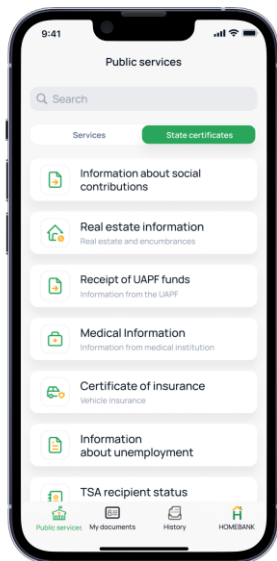 9:41
Public services
Search
Services
State certificates
Information about social
contributions
Real estate information
Real estate and encumbrances
Receipt of UAPF funds
Information from the UAPF
Medical Information
Information from medical institution
Certificate of insurance
Vehicle insurance
Information
about unemployment
TSA recipient status
Public services
My documents
History
HOMEBANK